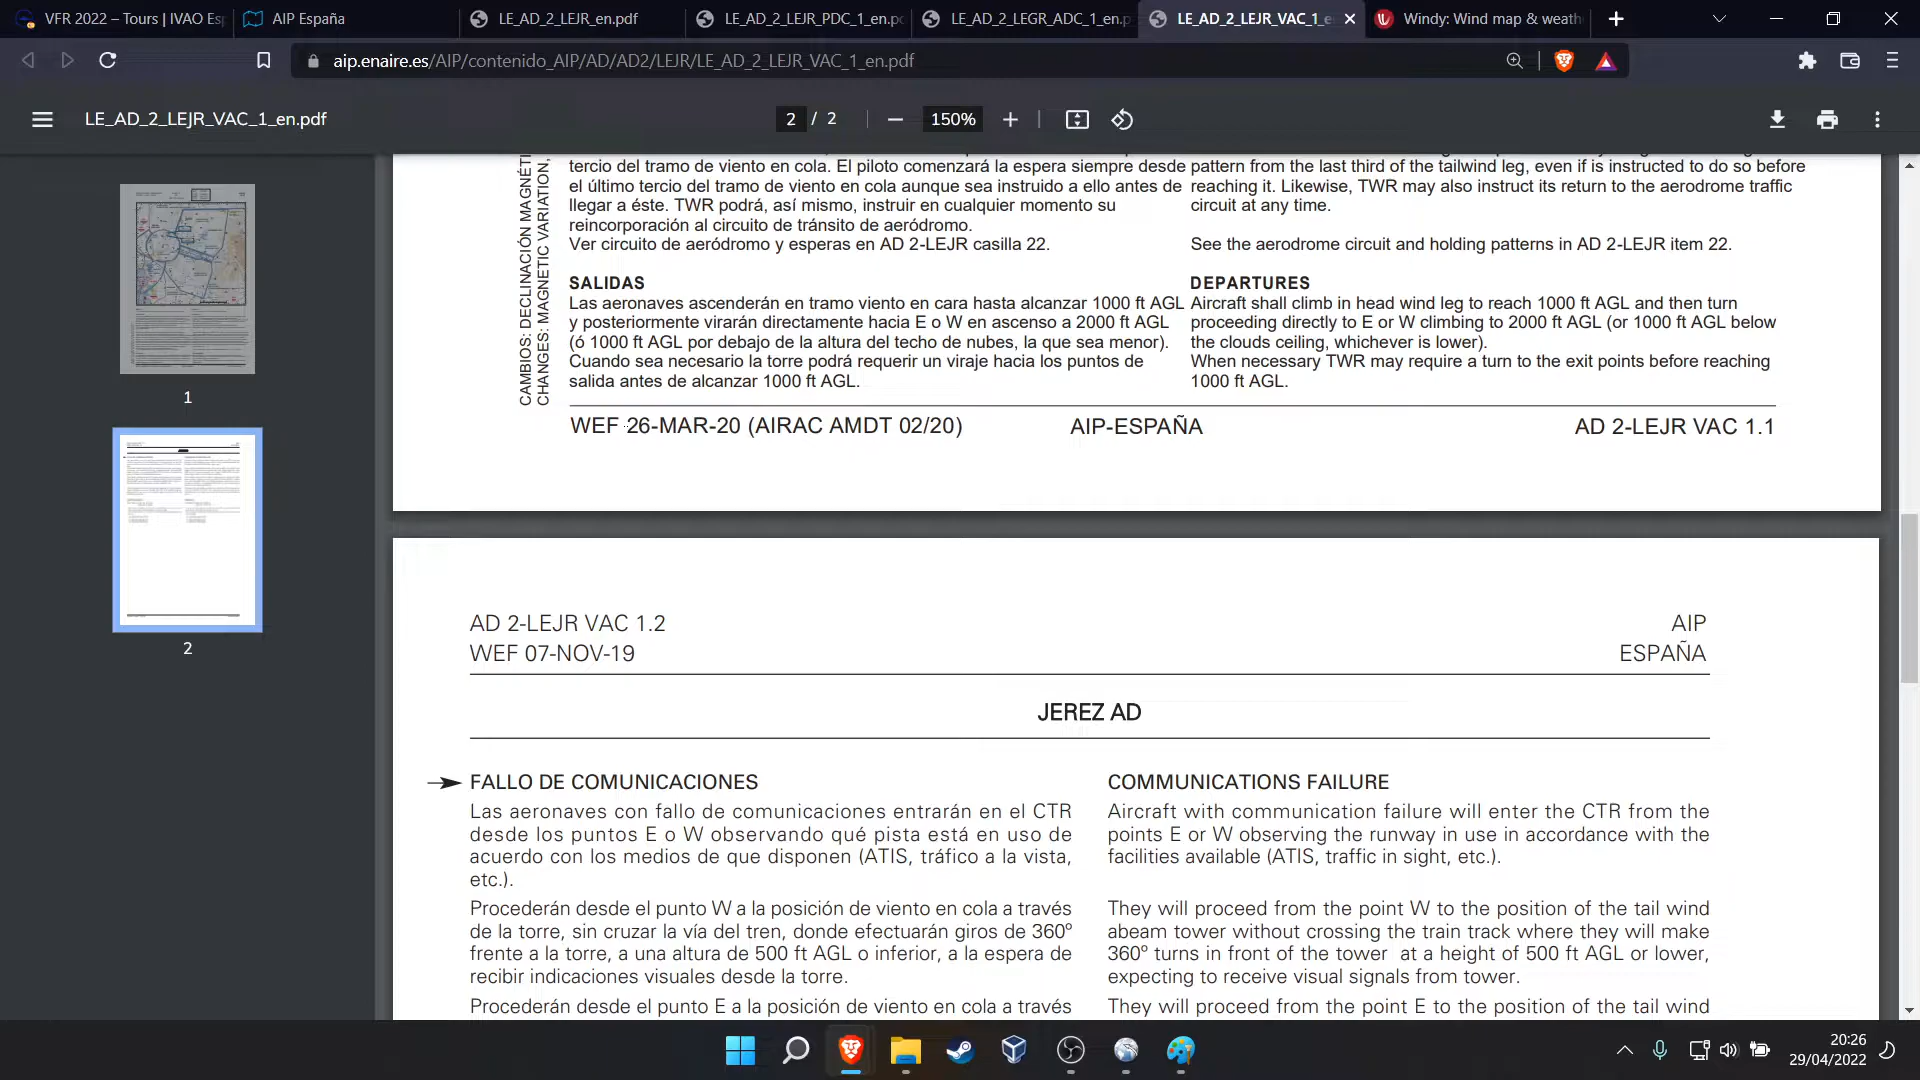 VFR 2022 – Tours | IVAO Es
AIP España
LE_AD_2_LEJR_en.pdf
LE_AD_2_LEJR_PDC_1_en.pd
LE_AD_2_LEGR_ADC_1_en.p
LE_AD_2_LEJR_VAC_1_e
Windy: Wind map & weath
aip.enaire.es/AIP/contenido_AIP/AD/AD2/LEJR/LE_AD_2_LEJR_VAC_1_en.pdf
LE_AD_2_LEJR_VAC_1_en.pdf
2 / 2
150%
1
2
CAMBIOS: DECLINACIÓN MAGNÉTI
CHANGES: MAGNETIC VARIATION,
tercio del tramo de viento en cola. El piloto comenzará la espera siempre desde
el último tercio del tramo de viento en cola aunque sea instruido a ello antes de
llegar a éste. TWR podrá, así mismo, instruir en cualquier momento su
reincorporación al circuito de tránsito de aeródromo.
Ver circuito de aeródromo y esperas en AD 2-LEJR casilla 22.
pattern from the last third of the tailwind leg, even if is instructed to do so before
reaching it. Likewise, TWR may also instruct its return to the aerodrome traffic
circuit at any time.
See the aerodrome circuit and holding patterns in AD 2-LEJR item 22.
SALIDAS
Las aeronaves ascenderán en tramo viento en cara hasta alcanzar 1000 ft AGL
y posteriormente virarán directamente hacia E o W en ascenso a 2000 ft AGL
(ó 1000 ft AGL por debajo de la altura del techo de nubes, la que sea menor).
Cuando sea necesario la torre podrá requerir un viraje hacia los puntos de
salida antes de alcanzar 1000 ft AGL.
DEPARTURES
Aircraft shall climb in head wind leg to reach 1000 ft AGL and then turn
proceeding directly to E or W climbing to 2000 ft AGL (or 1000 ft AGL below
the clouds ceiling, whichever is lower).
When necessary TWR may require a turn to the exit points before reaching
1000 ft AGL.
WEF 26-MAR-20 (AIRAC AMDT 02/20)
AIP-ESPAÑA
AD 2-LEJR VAC 1.1
AD 2-LEJR VAC 1.2
WEF 07-NOV-19
AIP
ESPAÑA
JEREZ AD
FALLO DE COMUNICACIONES
Las aeronaves con fallo de comunicaciones entrarán en el CTR
desde los puntos E o W observando qué pista está en uso de
acuerdo con los medios de que disponen (ATIS, tráfico a la vista,
etc.).
Procederán desde el punto W a la posición de viento en cola a través
de la torre, sin cruzar la vía del tren, donde efectuarán giros de 360º
frente a la torre, a una altura de 500 ft AGL o inferior, a la espera de
recibir indicaciones visuales desde la torre.
Procederán desde el punto E a la posición de viento en cola a través
COMMUNICATIONS FAILURE
Aircraft with communication failure will enter the CTR from the
points E or W observing the runway in use in accordance with the
facilities available (ATIS, traffic in sight, etc.).
They will proceed from the point W to the position of the tail wind
abeam tower without crossing the train track where they will make
360º turns in front of the tower at a height of 500 ft AGL or lower,
expecting to receive visual signals from tower.
They will proceed from the point E to the position of the tail wind
20:26
29/04/2022